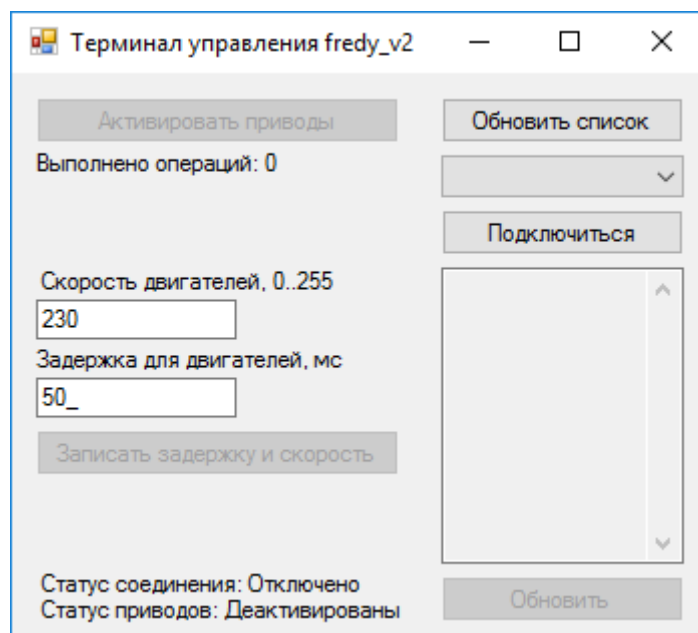 Терминал управления fredy_v2
Активировать приводы
Обновить список
Выполнено операций: 0
Подключиться
Скорость двигателей, 0..255
230
Задержка для двигателей, мс
50_
Записать задержку и скорость
Статус соединения: Отключено
Статус приводов: Деактивированы
Обновить